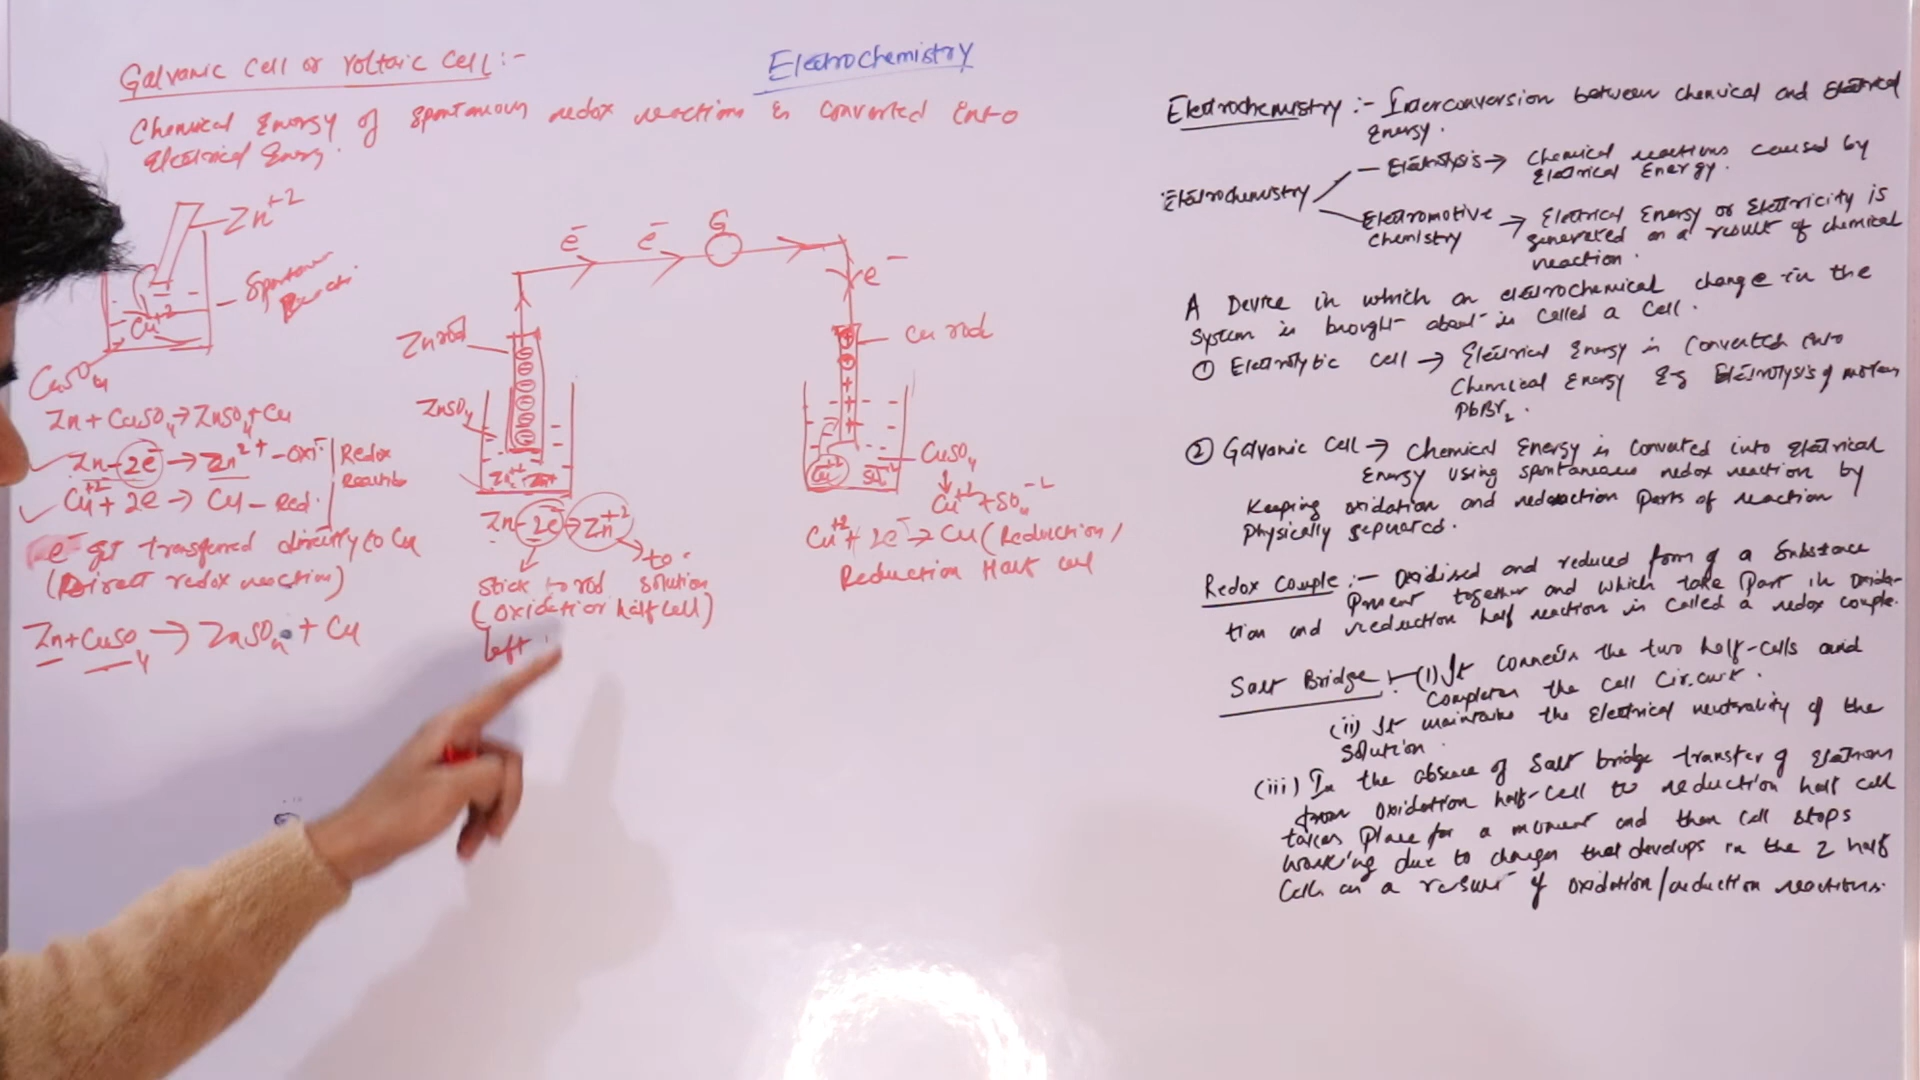 Electrochemistry
Galvanic Cell or Voltaic Cell:-
Chemical Energy of spontaneous redox reactions is converted into
Electrical Energy.
Zn+2
Spontaneous
Cu+2
CuSO4
Zn + CuSO4 → ZnSO4 + Cu
Zn - 2e- → Zn2+ - Oxi
Cu+2 + 2e → Cu - Red.
Redox
e- get transferred directly to Cu
(Direct redox reaction)
Zn + CuSO4 → ZnSO4 + Cu
e- e- G
e-
Zn rod
ZnSO4
Zn - 2e- → Zn+2
stick to rod
to solution
(oxidation half cell)
left
Cu rod
CuSO4
Cu+2 + SO4-2
Cu+2 SO4-2
Cu+2 + 2e- → Cu (Reduction /
Reduction Half cell
Electrochemistry :- Interconversion between chemical and Electrical
Energy.
Electrochemistry
— Electrolysis → Chemical reactions caused by
Electrical Energy.
Electromotive chemistry → Electrical Energy or Electricity is
generated as a result of chemical
reaction.
A Device in which an electrochemical change in the
system is brought about is called a cell.
① Electrolytic cell → Electrical Energy is Converted into
Chemical Energy Eg Electrolysis of molten
PbBr2.
② Galvanic Cell → Chemical Energy is Converted into Electrical
Energy using spontaneous redox reaction by
Keeping oxidation and redeaction parts of reaction
Physically separated.
Redox Couple :- Oxidised and reduced form of a Substance
Present together and which take Part in Oxida-
tion and reduction half reaction is Called a redox couple.
Salt Bridge :- (i) It connects the two half-cells and
Completes the Cell Circuit.
(ii) It maintains the Electrical neutrality of the
Solution.
(iii) In the absence of Salt bridge transfer of Electrons
from Oxidation half-cell to reduction half cell
takes Place for a moment and then Cell stops
working due to charges that develops in the 2 half
Cells as a result of oxidation/reduction reactions.